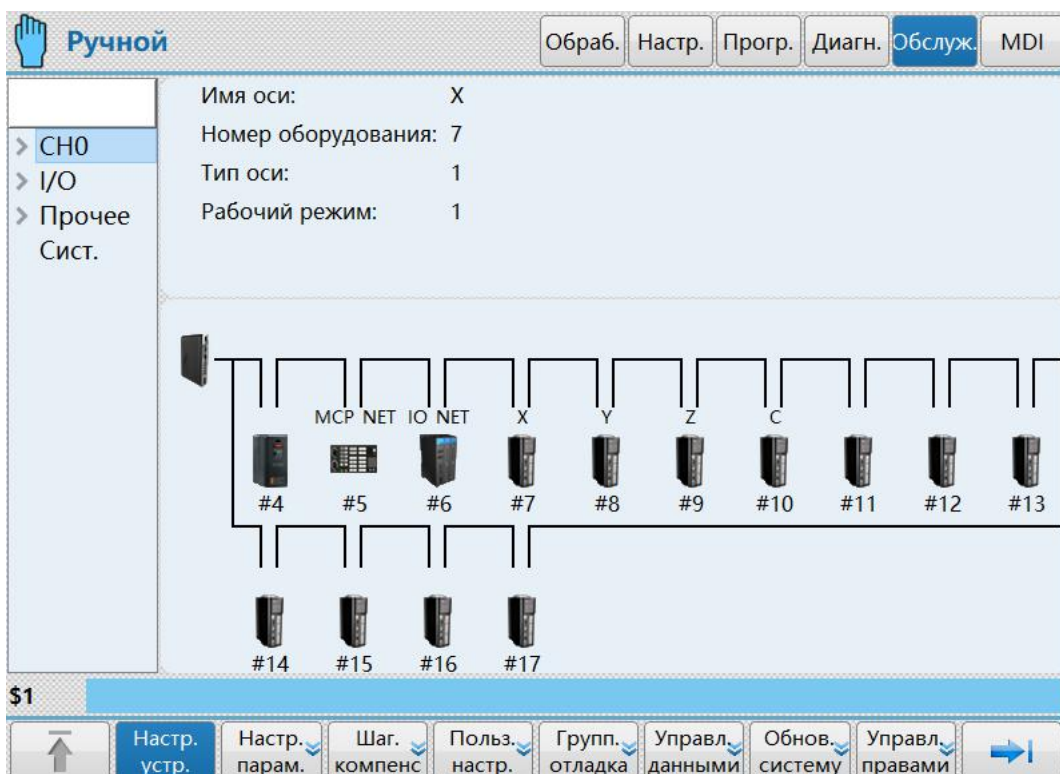 Ручной
Обраб. Настр. Прогр. Диагн. Обслуж. MDI
Имя оси: X
CH0
Номер оборудования: 7
I/O
Тип оси: 1
Прочее
Рабочий режим: 1
Сист.
MCP NET IO NET X Y Z C
#4 #5 #6 #7 #8 #9 #10 #11 #12 #13
#14 #15 #16 #17
$1
Настр. Настр. Шаг. Польз. Групп. Управл. Обнов. Управл.
устр. парам. компенс настр. отладка данными систему правами